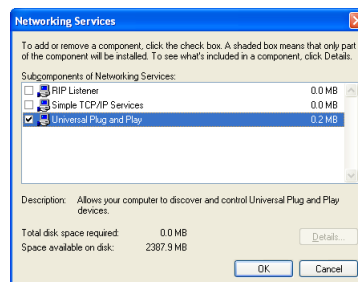 Networking Services
To add or remove a component, click the check box. A shaded box means that only part
of the component will be installed. To see what's included in a component, click Details.
Subcomponents of Networking Services:
RIP Listener 0.0 MB
Simple TCP/IP Services 0.0 MB
Universal Plug and Play 0.2 MB
Description: Allows your computer to discover and control Universal Plug and Play
devices.
Total disk space required: 0.0 MB
Details...
Space available on disk: 2387.9 MB
OK Cancel